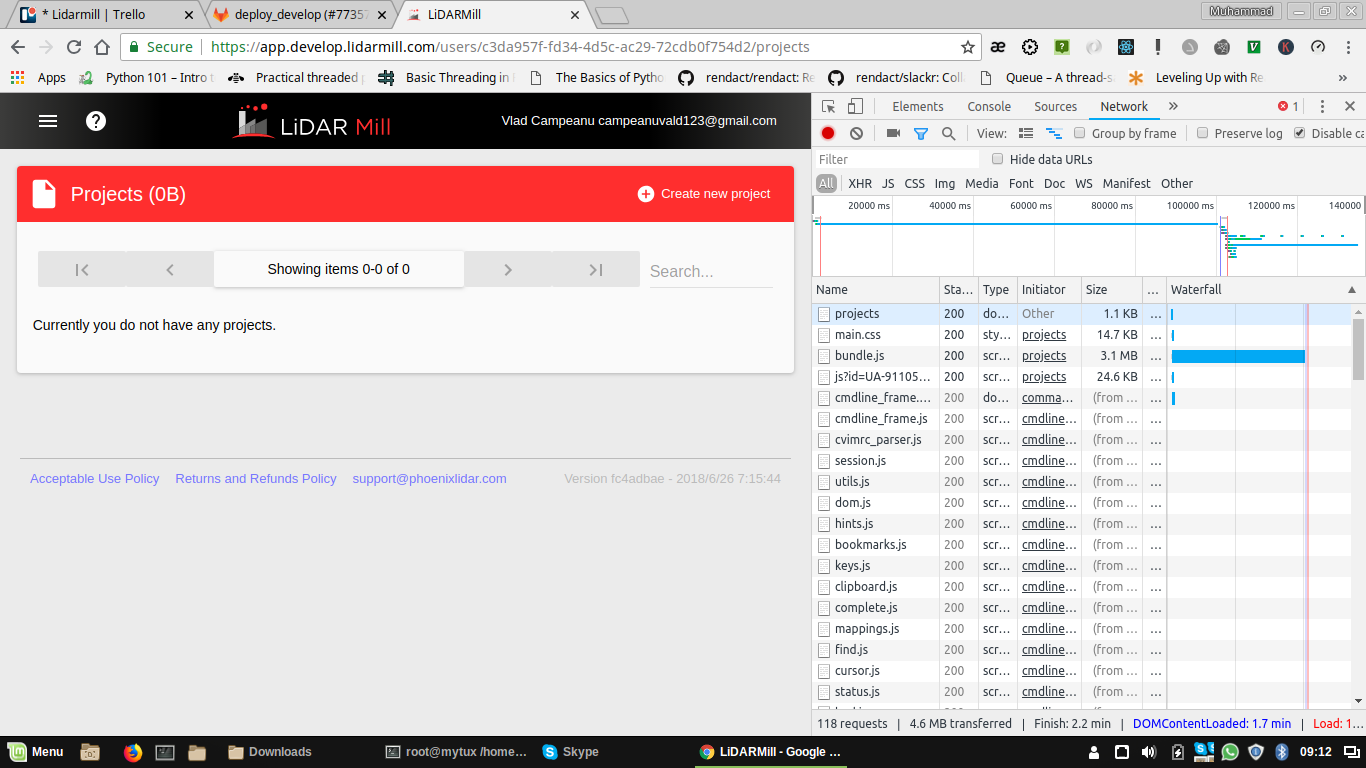 * Lidarmill | Trello
deploy_develop (#7735
LiDARMill
Muhammad
Secure
https://app.develop.lidarmill.com/users/c3da957f-fd34-4d5c-ac29-72cdb0f754d2/projects
Apps
Python 101 – Intro t
Practical threaded
Basic Threading in
The Basics of Pytho
rendact/rendact: Re
rendact/slackr: Coll
Queue – A thread-s
Leveling Up with Re
»
LiDAR Mill
Vlad Campeanu campeanuvald123@gmail.com
Projects (0B)
Create new project
Showing items 0-0 of 0
Search...
Currently you do not have any projects.
Acceptable Use Policy
Returns and Refunds Policy
support@phoenixlidar.com
Version fc4adbae - 2018/6/26 7:15:44
Elements
Console
Sources
Network
»
1
View:
Group by frame
Preserve log
Disable ca
Filter
Hide data URLs
All
XHR JS CSS Img Media Font Doc WS Manifest Other
20000 ms 40000 ms 60000 ms 80000 ms 100000 ms 120000 ms 140000
Name Sta... Type Initiator Size ... Waterfall
projects 200 do... Other 1.1 KB ...
main.css 200 sty... projects 14.7 KB ...
bundle.js 200 scr... projects 3.1 MB ...
js?id=UA-91105... 200 scr... projects 24.6 KB ...
cmdline_frame.... 200 do... comma... (from ... ...
cmdline_frame.js 200 scr... cmdline... (from ... ...
cvimrc_parser.js 200 scr... cmdline... (from ... ...
session.js 200 scr... cmdline... (from ... ...
utils.js 200 scr... cmdline... (from ... ...
dom.js 200 scr... cmdline... (from ... ...
hints.js 200 scr... cmdline... (from ... ...
bookmarks.js 200 scr... cmdline... (from ... ...
keys.js 200 scr... cmdline... (from ... ...
clipboard.js 200 scr... cmdline... (from ... ...
complete.js 200 scr... cmdline... (from ... ...
mappings.js 200 scr... cmdline... (from ... ...
find.js 200 scr... cmdline... (from ... ...
cursor.js 200 scr... cmdline... (from ... ...
status.js 200 scr... cmdline... (from ... ...
118 requests | 4.6 MB transferred | Finish: 2.2 min | DOMContentLoaded: 1.7 min | Load: 1...
Menu
Downloads
root@mytux /home...
Skype
LiDARMill - Google ...
09:12